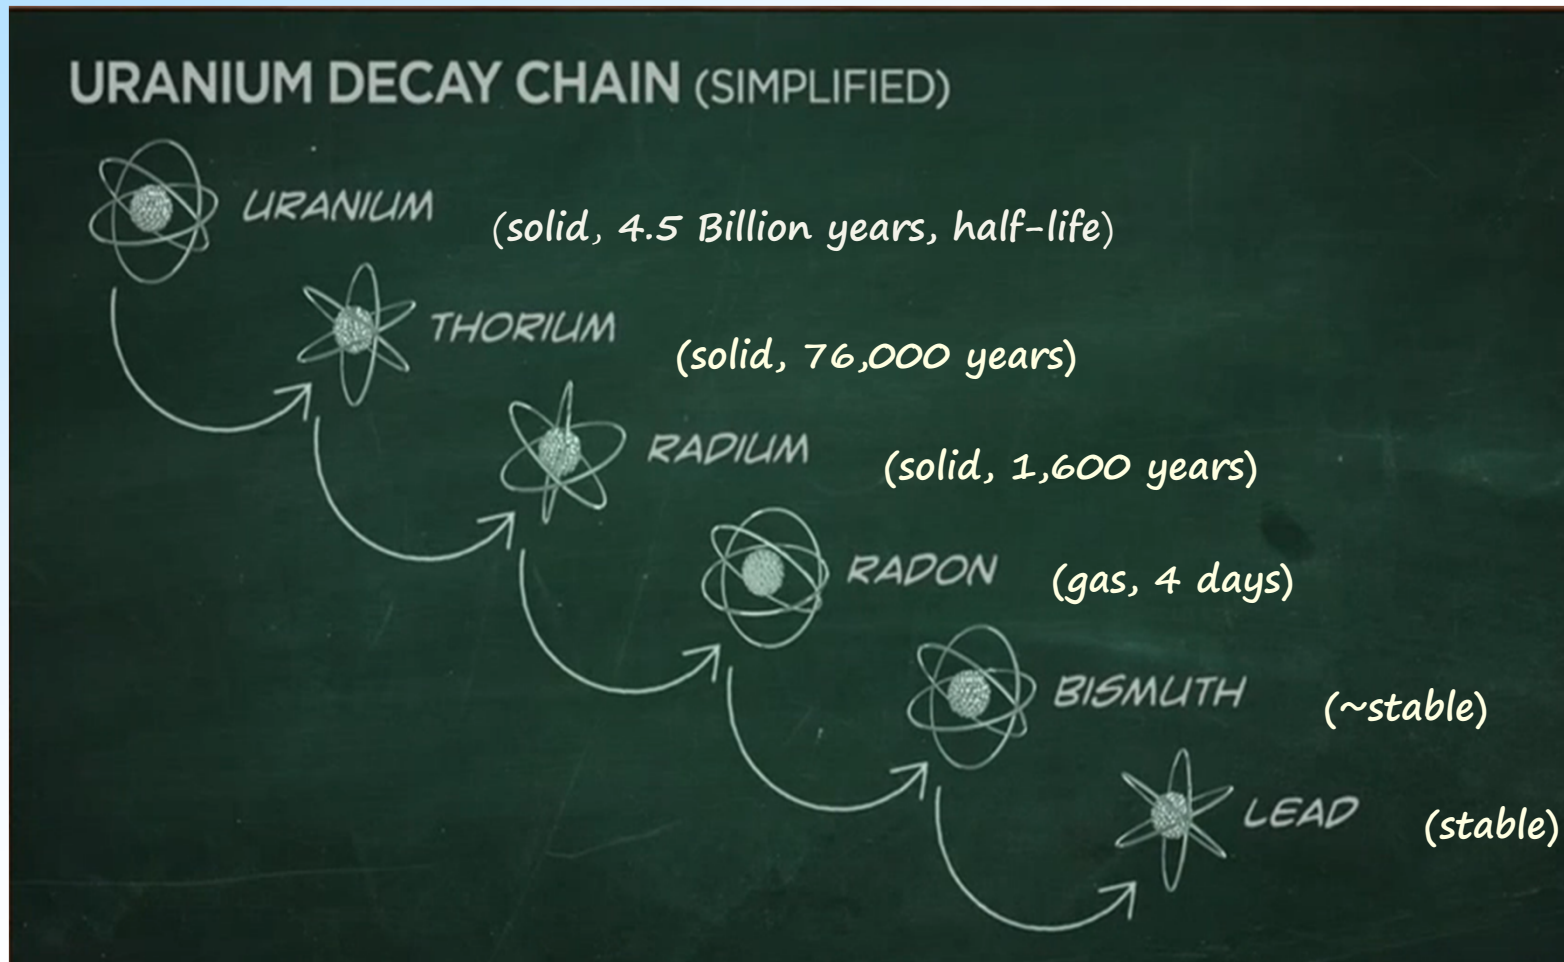 URANIUM DECAY CHAIN (SIMPLIFIED)
URANIUM
(solid, 4.5 Billion years, half-life)
THORIUM
(solid, 76,000 years)
RADIUM
(solid, 1,600 years)
RADON
(gas, 4 days)
BISMUTH
(~stable)
LEAD
(stable)